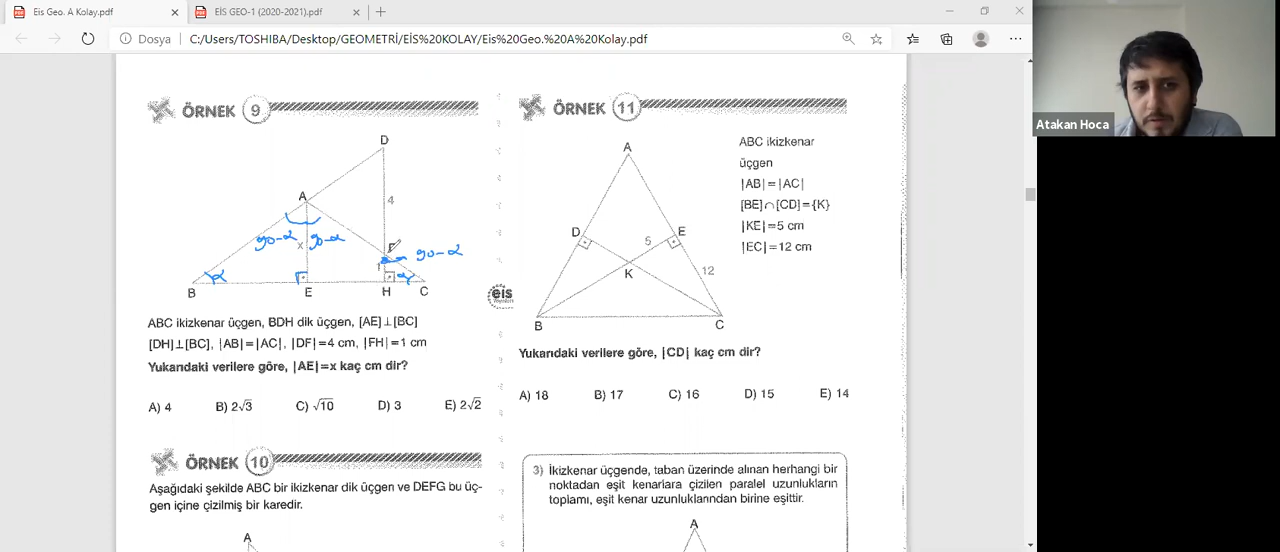 Eis Geo. A Kolay.pdf
EİS GEO-1 (2020-2021).pdf
Dosya
C:/Users/TOSHIBA/Desktop/GEOMETRİ/EİS%20KOLAY/Eis%20Geo.%20A%20Kolay.pdf
Atakan Hoca
ÖRNEK 9
D
A
4
90-α
x
90-α
F
90-α
α
1
α
B
E
H
C
ABC ikizkenar üçgen, BDH dik üçgen, [AE]⊥[BC]
[DH]⊥[BC], |AB|=|AC|, |DF|=4 cm, |FH|=1 cm
Yukarıdaki verilere göre, |AE|=x kaç cm dir?
A) 4 B) 2√3 C) √10 D) 3 E) 2√2
ÖRNEK 10
Aşağıdaki şekilde ABC bir ikizkenar dik üçgen ve DEFG bu üç-
gen içine çizilmiş bir karedir.
A
eis
Yayınları
ÖRNEK 11
A
D
5
E
K
12
B
C
ABC ikizkenar
üçgen
|AB|=|AC|
[BE]∩[CD]={K}
|KE|=5 cm
|EC|=12 cm
Yukarıdaki verilere göre, |CD| kaç cm dir?
A) 18 B) 17 C) 16 D) 15 E) 14
3) İkizkenar üçgende, taban üzerinde alınan herhangi bir
noktadan eşit kenarlara çizilen paralel uzunlukların
toplamı, eşit kenar uzunluklarından birine eşittir.
A